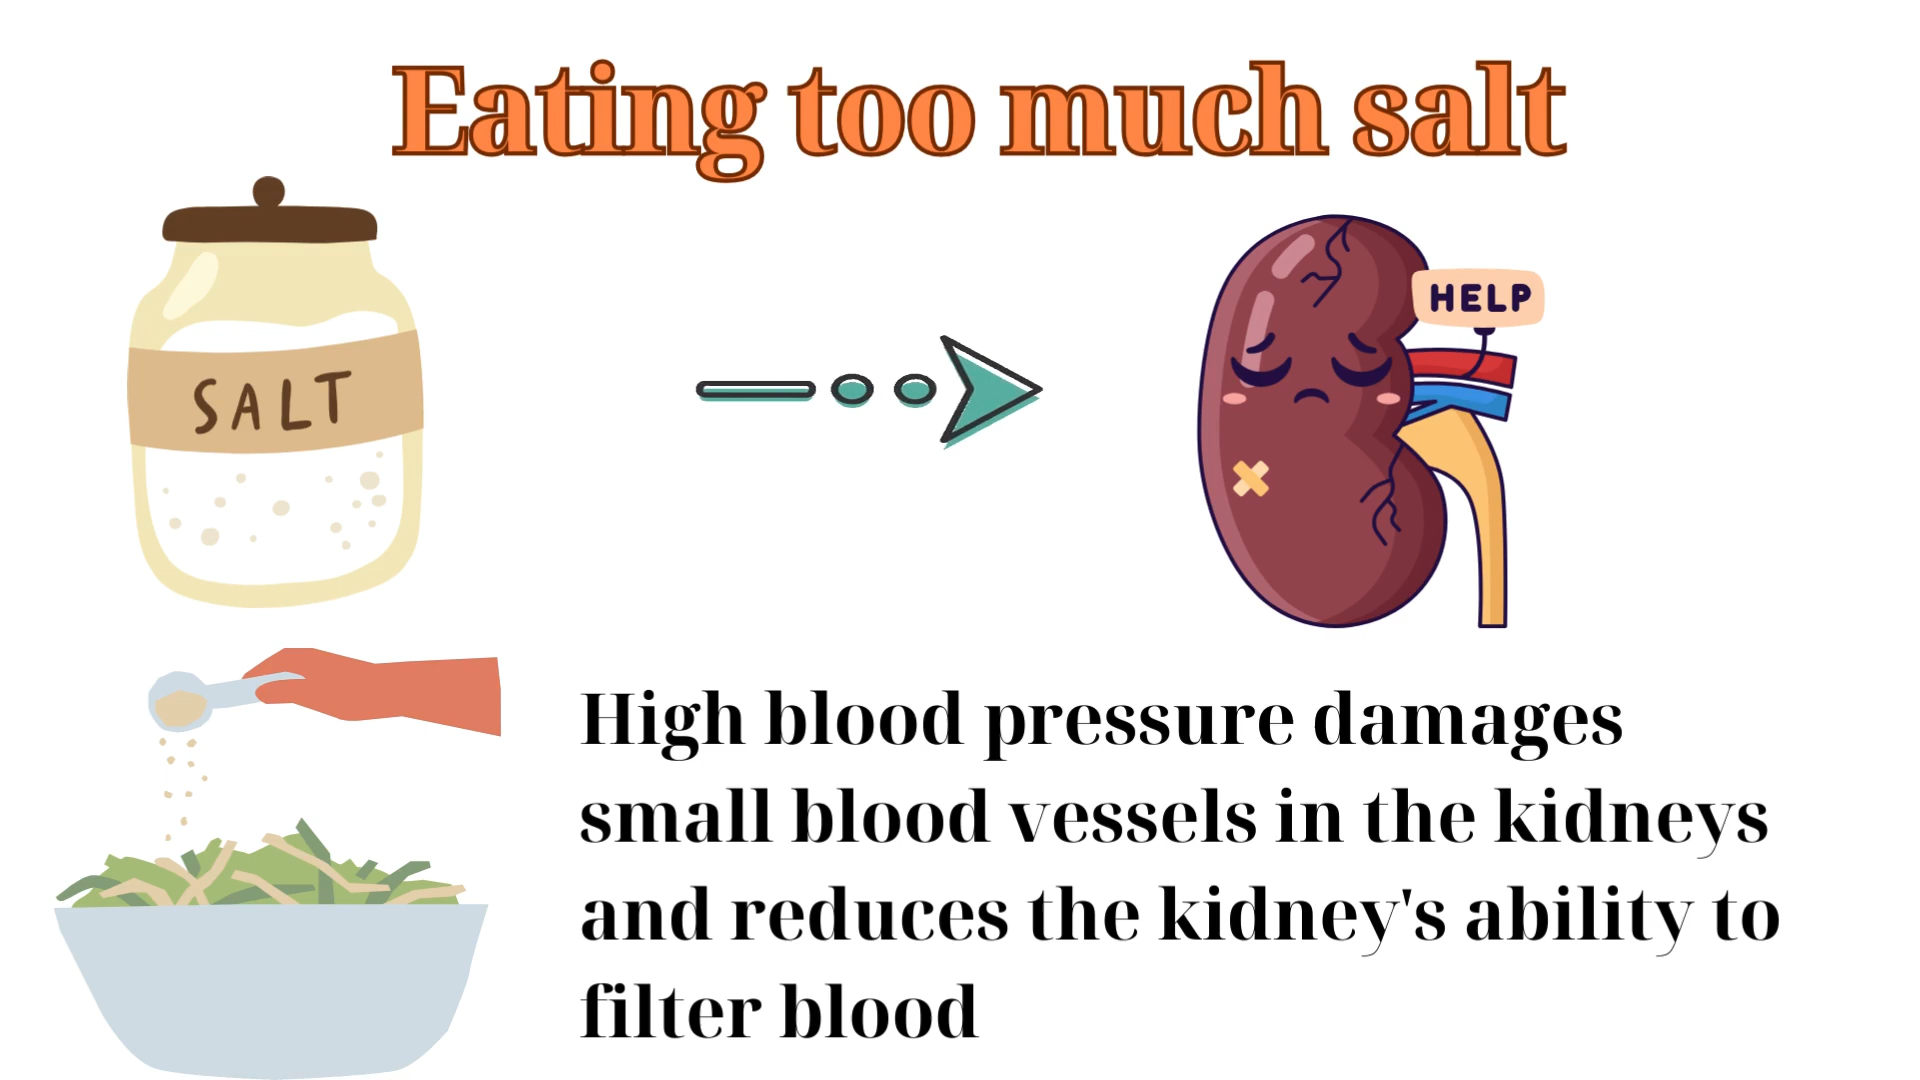 Eating too much salt
SALT
HELP
High blood pressure damages
small blood vessels in the kidneys
and reduces the kidney's ability to
filter blood